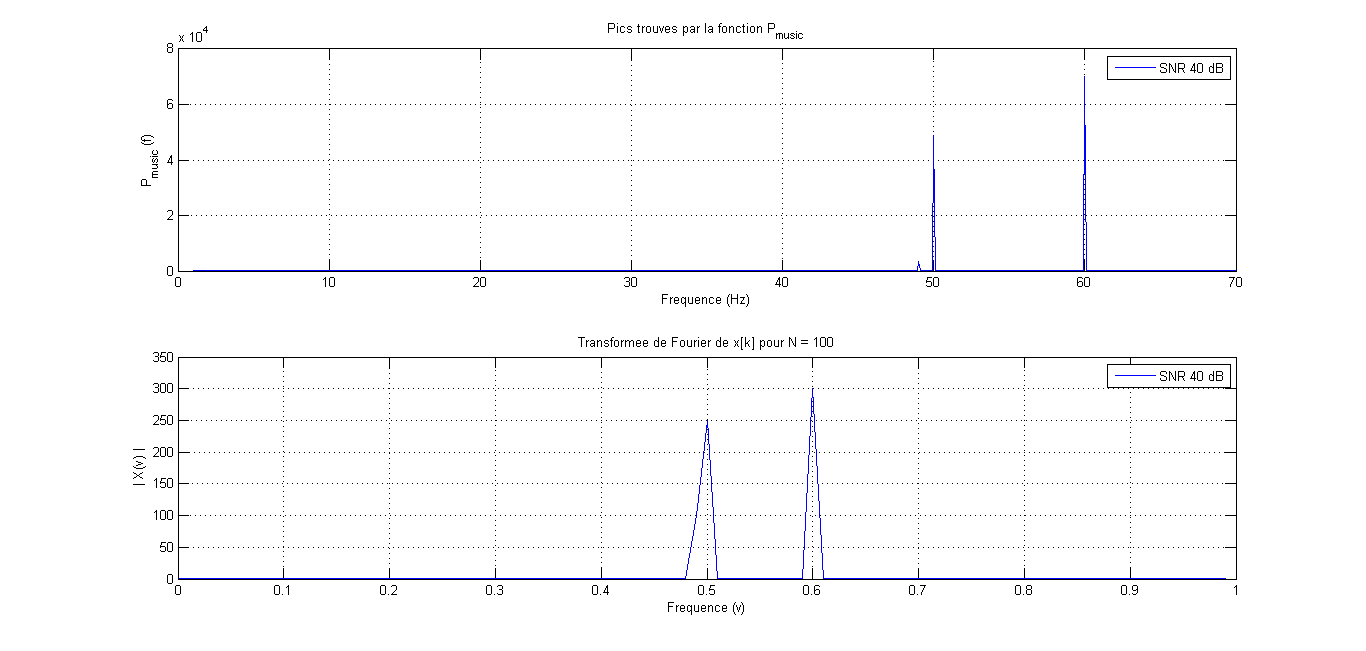 Pics trouves par la fonction P_music
x 10^4
8
6
4
2
0
P_music (f)
SNR 40 dB
0 10 20 30 40 50 60 70
Frequence (Hz)
Transformee de Fourier de x[k] pour N = 100
350
300
250
200
150
100
50
0
| X(v) |
SNR 40 dB
0 0.1 0.2 0.3 0.4 0.5 0.6 0.7 0.8 0.9 1
Frequence (v)